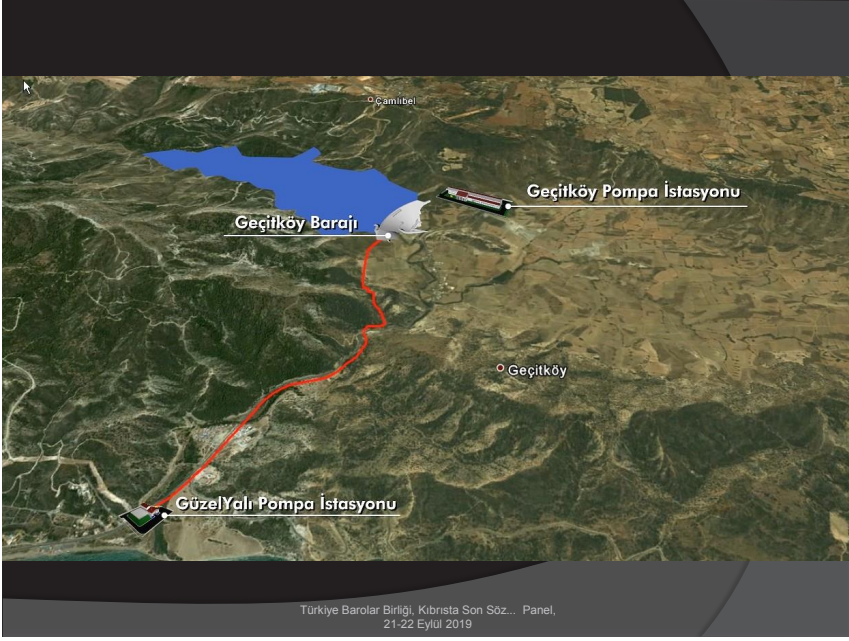 Çamlıbel
Geçitköy Pompa İstasyonu
Geçitköy Barajı
Geçitköy
GüzelYalı Pompa İstasyonu
Türkiye Barolar Birliği, Kıbrısta Son Söz... Panel,
21-22 Eylül 2019